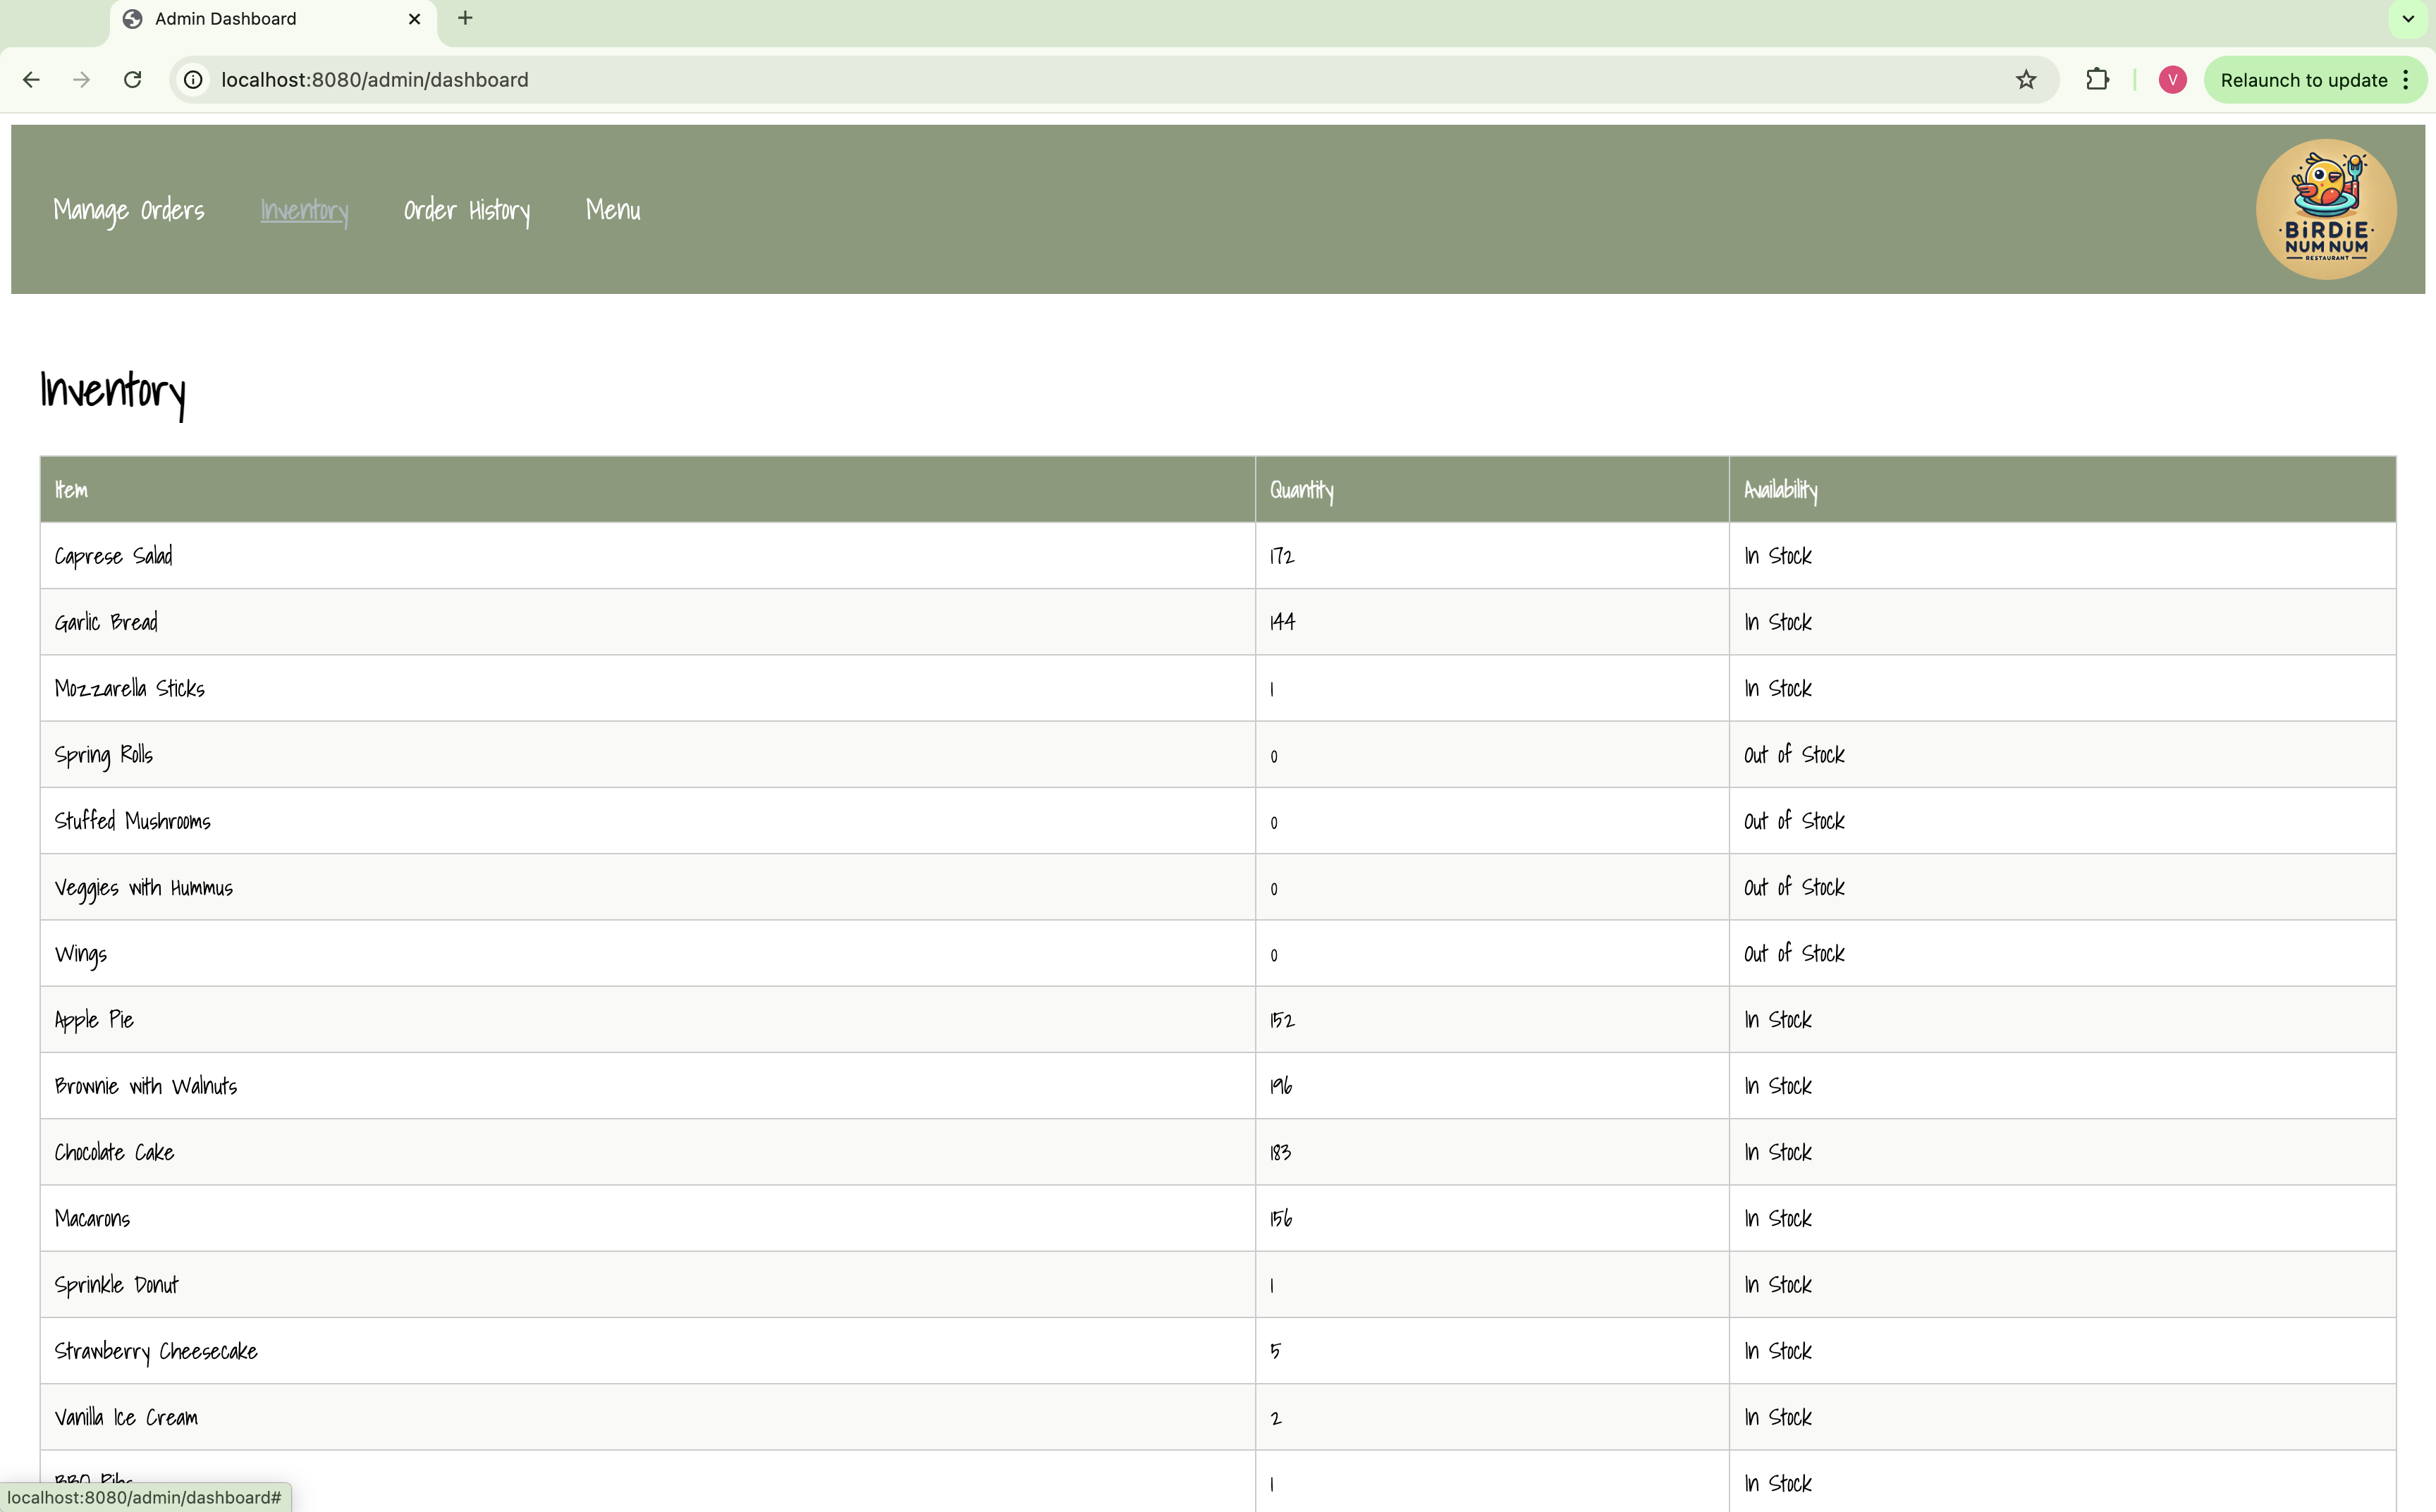 Admin Dashboard
localhost:8080/admin/dashboard
V
Relaunch to update
Manage Orders Inventory Order History Menu
BiRDiE
NUM NUM
RESTAURANT
Inventory
Item Quantity Availability
Caprese Salad 172 In Stock
Garlic Bread 144 In Stock
Mozzarella Sticks 1 In Stock
Spring Rolls 0 Out of Stock
Stuffed Mushrooms 0 Out of Stock
Veggies with Hummus 0 Out of Stock
Wings 0 Out of Stock
Apple Pie 152 In Stock
Brownie with Walnuts 196 In Stock
Chocolate Cake 183 In Stock
Macarons 156 In Stock
Sprinkle Donut 1 In Stock
Strawberry Cheesecake 5 In Stock
Vanilla Ice Cream 2 In Stock
BBQ Ribs 1 In Stock
localhost:8080/admin/dashboard#